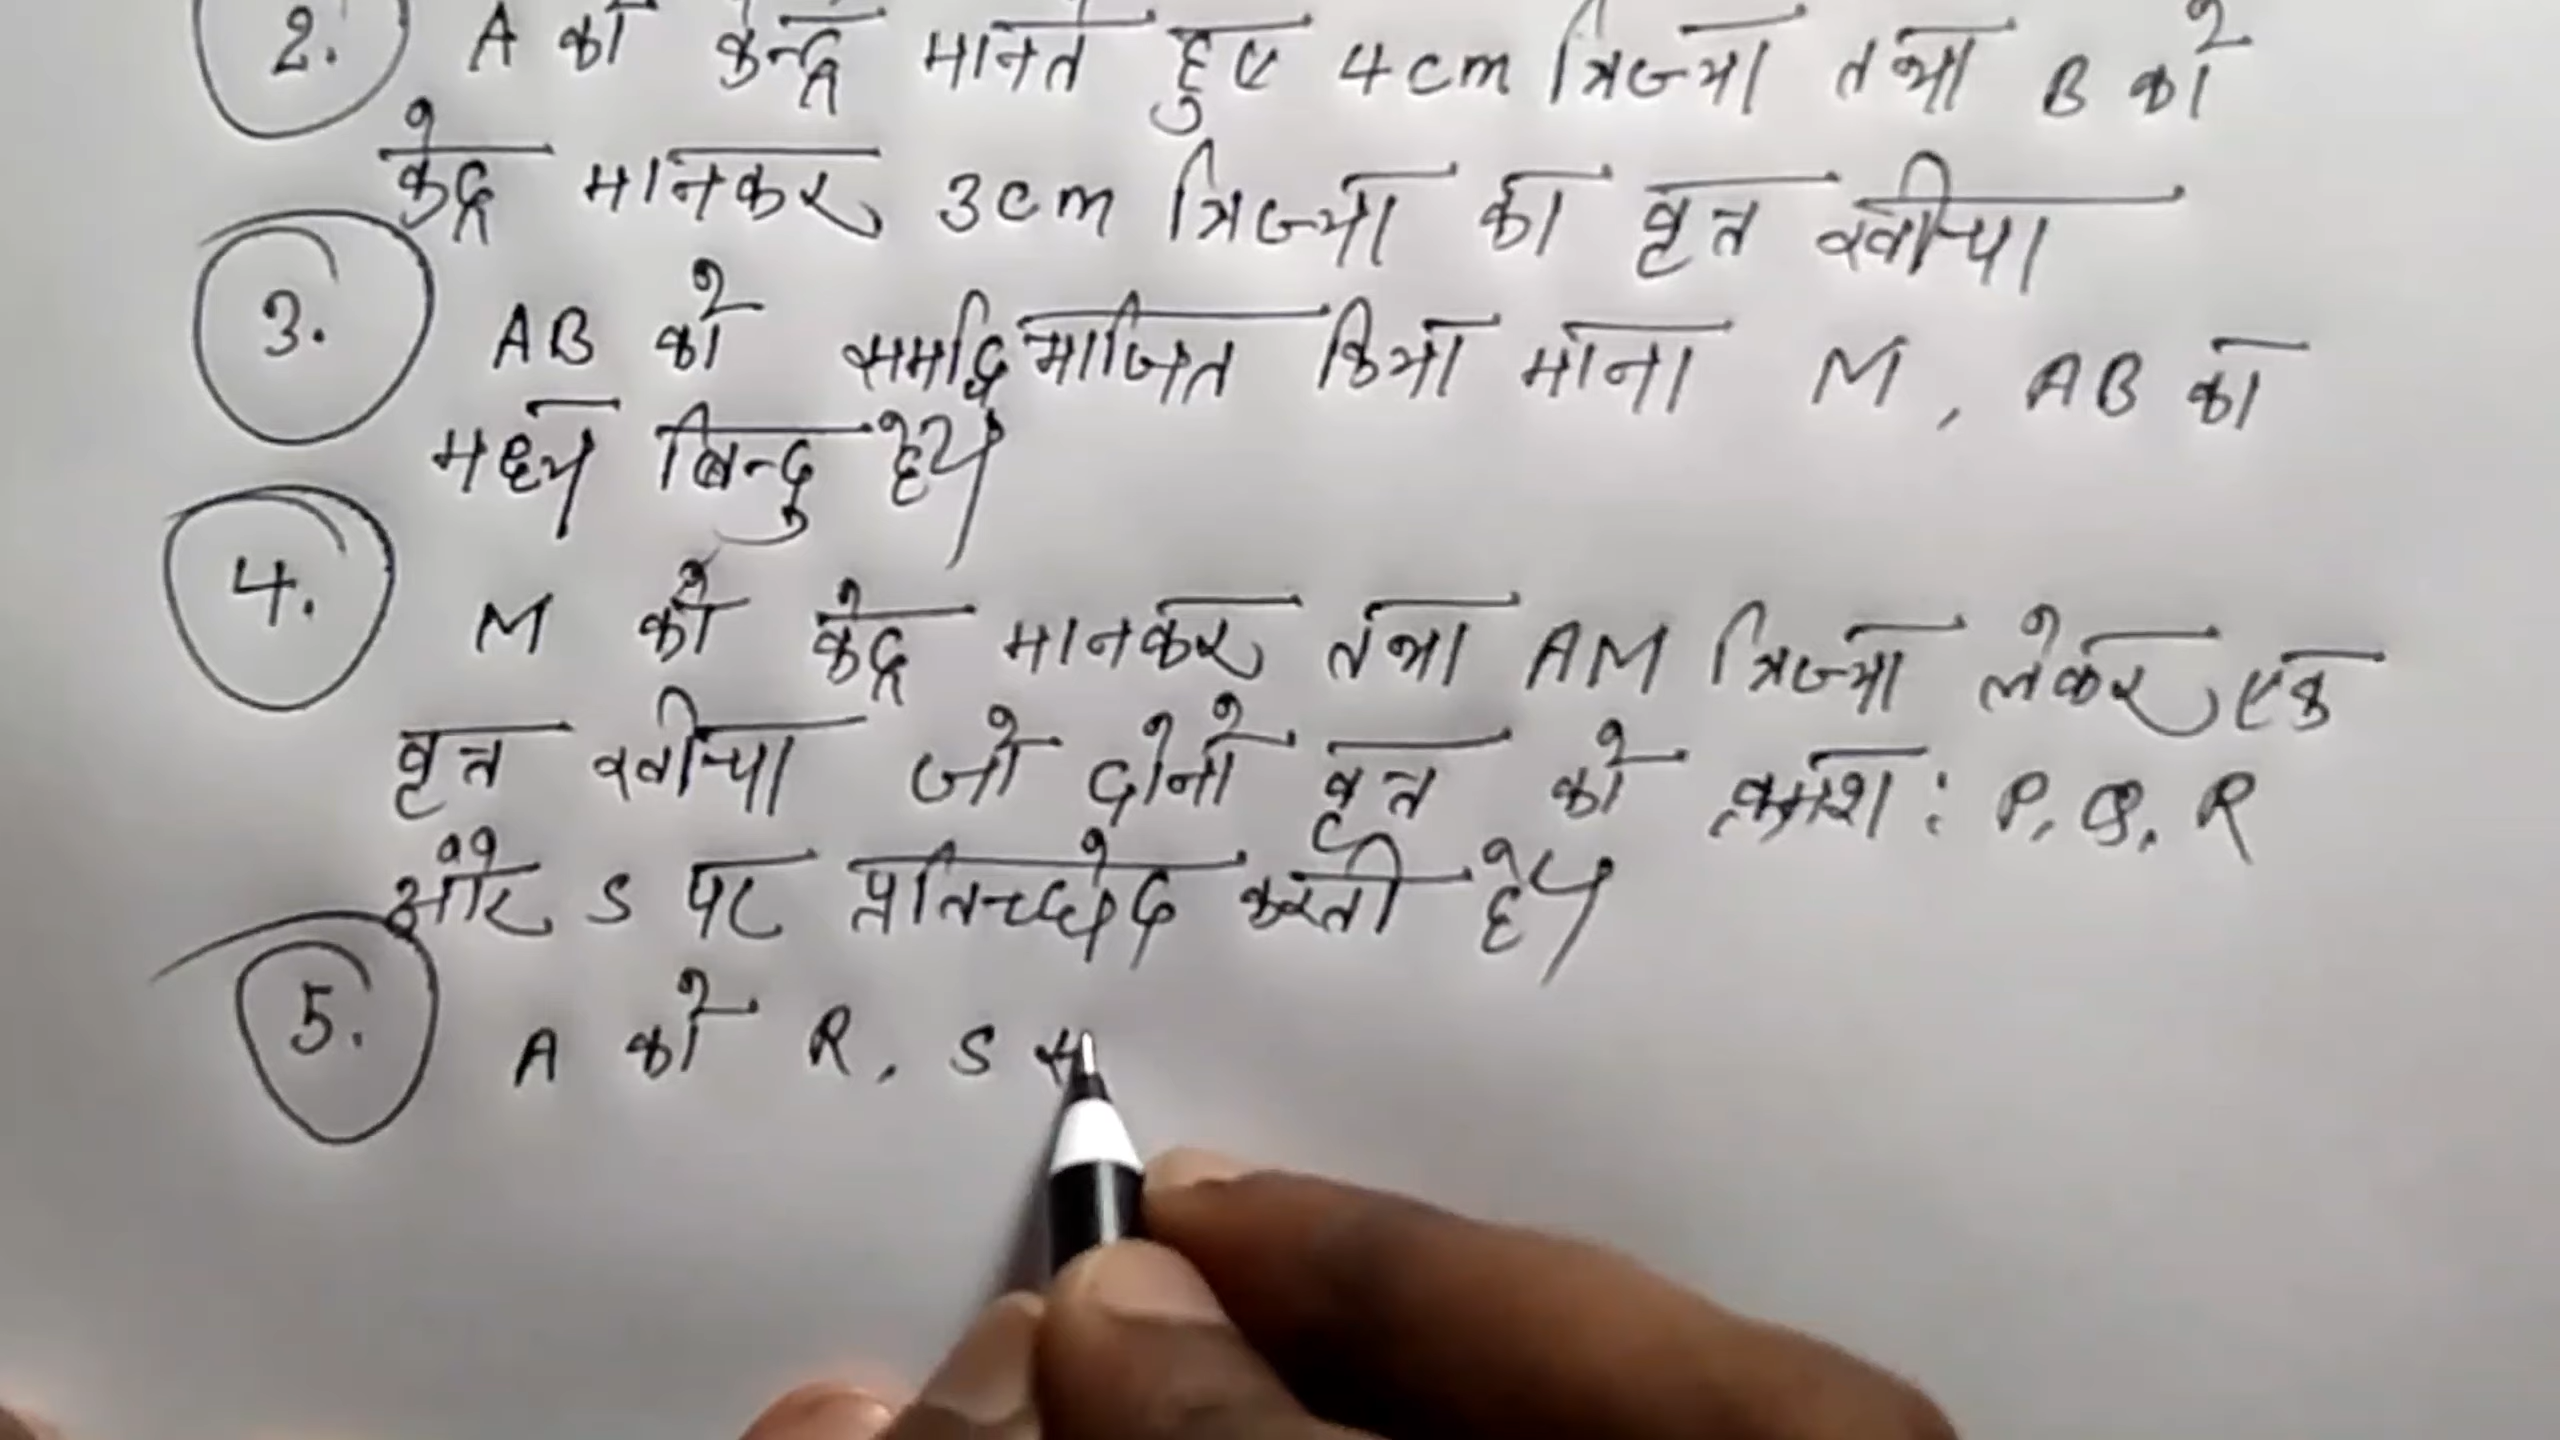 2. A को केन्द्र मानते हुए 4cm त्रिज्या तथा B को
केंद्र मानकर 3cm त्रिज्या का वृत्त खींचा
3. AB को समद्विभाजित किया माना M, AB का
मध्य बिन्दु है।
4. M को केंद्र मानकर तथा AM त्रिज्या लेकर एक
वृत्त खींचा जो दोनों वृत्त को क्रमश: P, Q, R
और S पर प्रतिच्छेद करती है।
5. A को R, S स